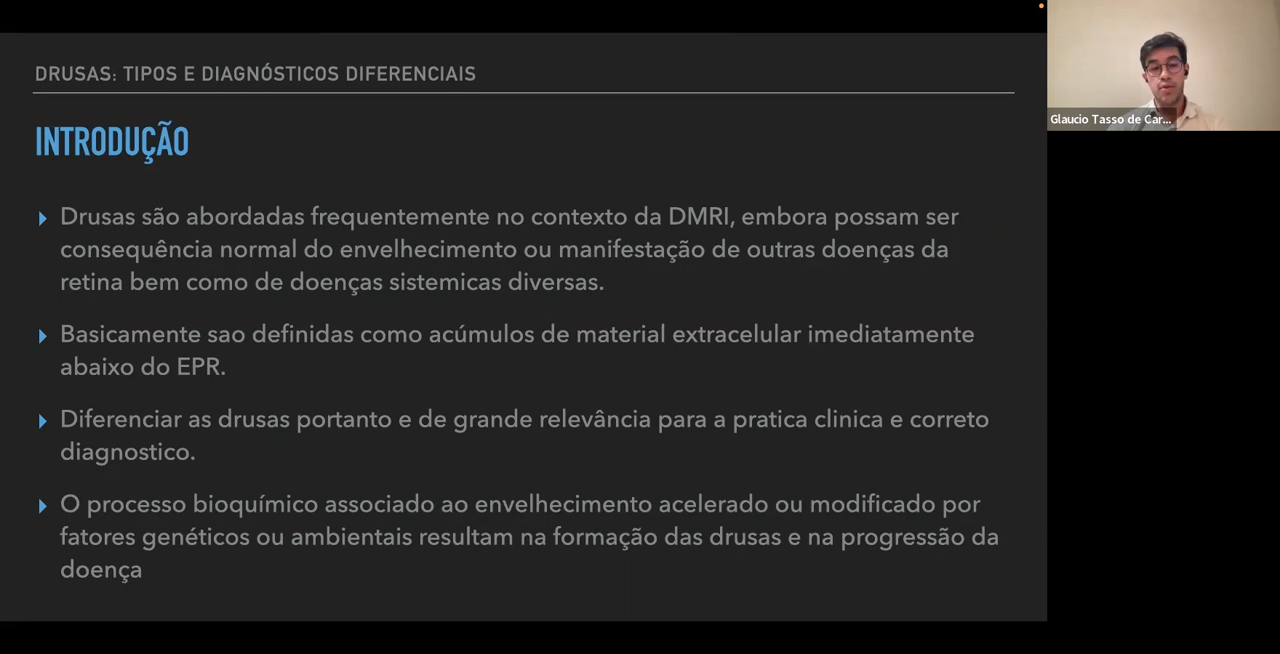 DRUSAS: TIPOS E DIAGNÓSTICOS DIFERENCIAIS
INTRODUÇÃO
Drusas são abordadas frequentemente no contexto da DMRI, embora possam ser
consequência normal do envelhecimento ou manifestação de outras doenças da
retina bem como de doenças sistemicas diversas.
Basicamente sao definidas como acúmulos de material extracelular imediatamente
abaixo do EPR.
Diferenciar as drusas portanto e de grande relevância para a pratica clinica e correto
diagnostico.
O processo bioquímico associado ao envelhecimento acelerado ou modificado por
fatores genéticos ou ambientais resultam na formação das drusas e na progressão da
doença
Glaucio Tasso de Car...